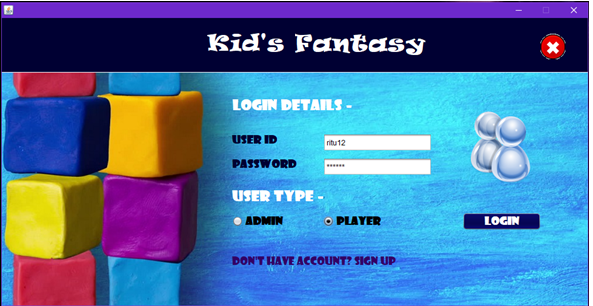 Kid's Fantasy
LOGIN DETAILS -
USER ID ritu12
PASSWORD ******
USER TYPE -
ADMIN PLAYER LOGIN
DON'T HAVE ACCOUNT? SIGN UP